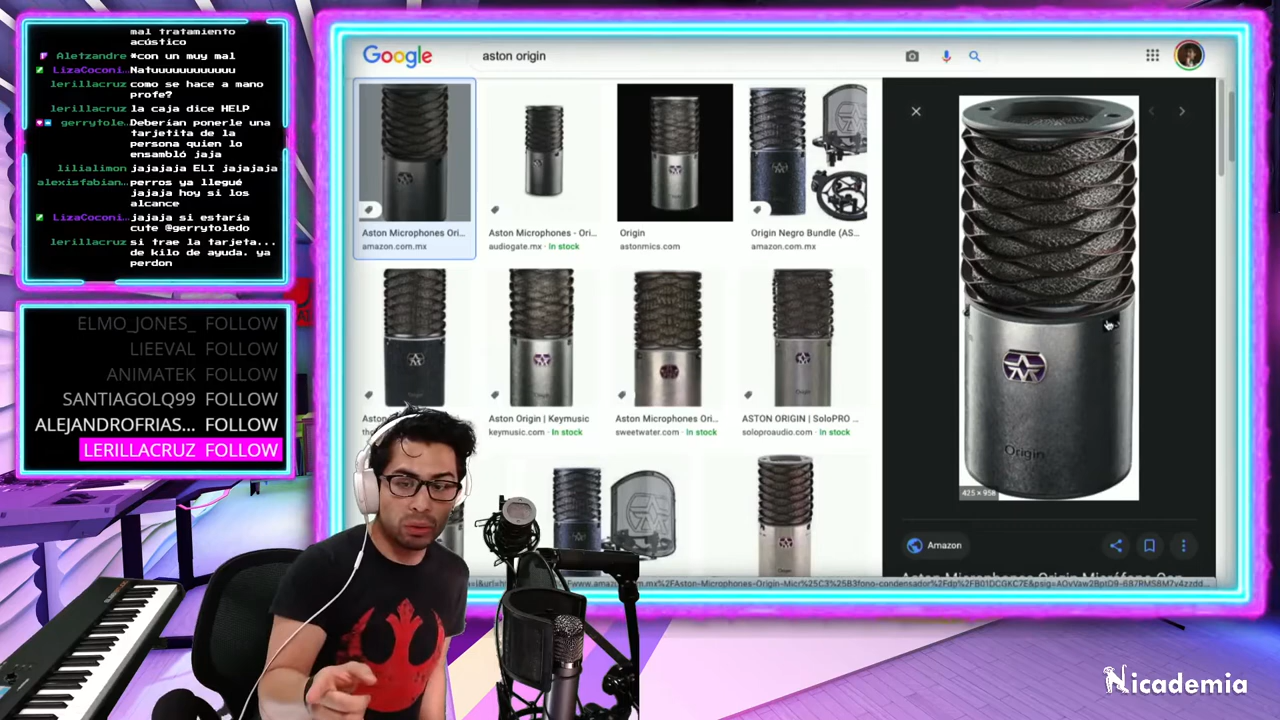 mal tratamiento
acústico
Aletzandre *con un muy mal
LizaCoconi… Natuuuuuuuuuuu
lerillacruz como se hace a mano
profe?
lerillacruz la caja dice HELP
gerrytole… Deberían ponerle una
tarjetita de la
persona quien lo
ensambló jaja
lilialimon jajajaja ELI jajajaja
alexisfabian… perros ya llegué
jajaja hoy si los
alcance
LizaCoconi… jajaja si estaría
cute @gerrytoledo
lerillacruz si trae la tarjeta...
de kilo de ayuda. ya
perdon
ELMO_JONES_ FOLLOW
LIEEVAL FOLLOW
ANIMATEK FOLLOW
SANTIAGOLQ99 FOLLOW
ALEJANDROFRIAS... FOLLOW
LERILLACRUZ FOLLOW
Google
aston origin
Aston Microphones Ori...
amazon.com.mx
Aston Microphones - Ori...
audiogate.mx · In stock
Origin
astonmics.com
Origin Negro Bundle (AS...
amazon.com.mx
Aston Origin | Keymusic
keymusic.com · In stock
Aston Microphones Ori...
sweetwater.com · In stock
ASTON ORIGIN | SoloPRO ...
soloproaudio.com · In stock
Origin
425 × 958
Amazon
Nicademia